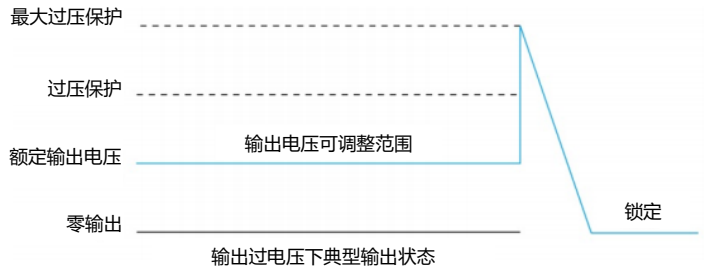 最大过压保护
过压保护
输出电压可调整范围
额定输出电压
零输出
锁定
输出过电压下典型输出状态